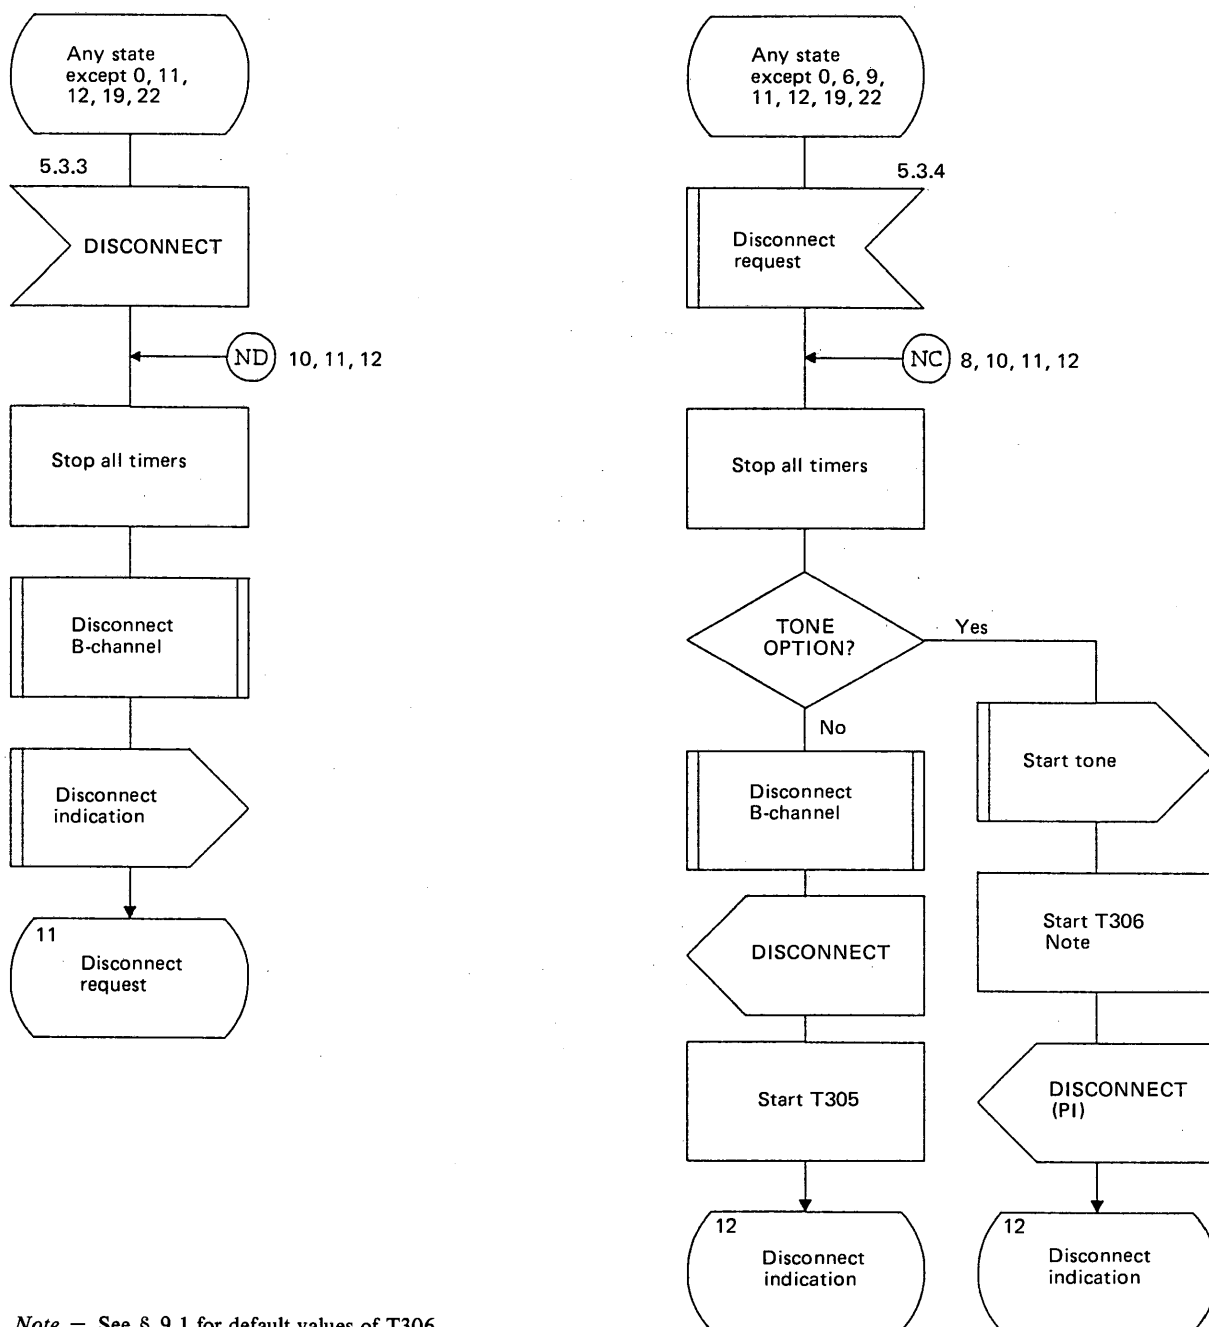 Any state
except 0, 11,
12, 19, 22
5.3.3
DISCONNECT
ND 10, 11, 12
Stop all timers
Disconnect
B-channel
Disconnect
indication
11
Disconnect
request
Any state
except 0, 6, 9,
11, 12, 19, 22
5.3.4
Disconnect
request
NC 8, 10, 11, 12
Stop all timers
TONE
OPTION?
Yes
No
Disconnect
B-channel
DISCONNECT
Start T305
12
Disconnect
indication
Start tone
Start T306
Note
DISCONNECT
(PI)
12
Disconnect
indication
Note — See § 9.1 for default values of T306